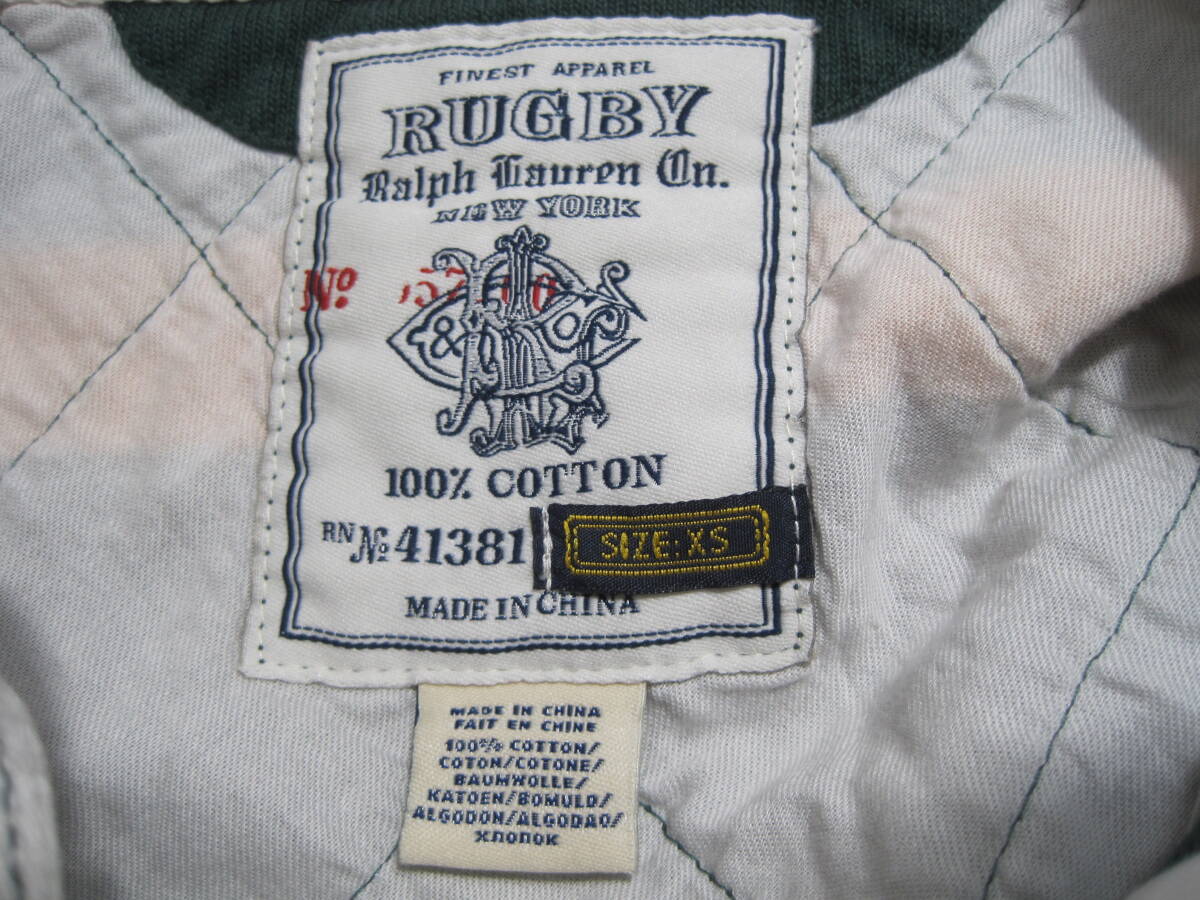 FINEST APPAREL
RUGBY
Ralph Lauren Co.
NEW YORK
Nº
100% COTTON
RN Nº 41381
SIZE: XS
MADE IN CHINA
MADE IN CHINA
FAIT EN CHINE
100% COTTON/
COTON/COTONE/
BAUMWOLLE/
KATOEN/BOMULD/
ALGODON/ALGODAO/
ХЛОПОК